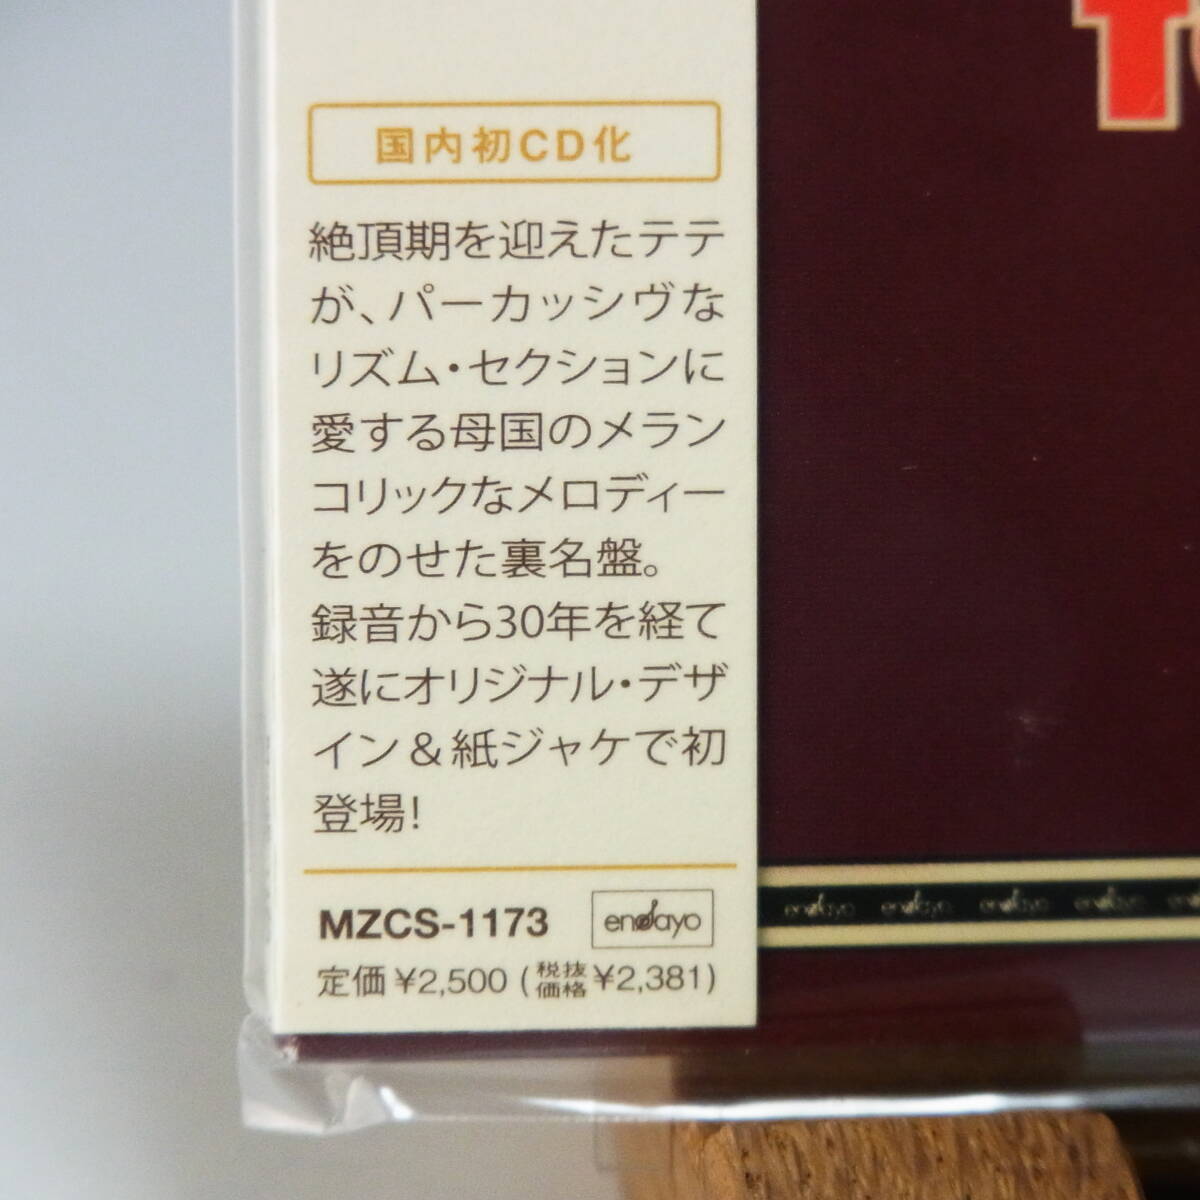 国内初CD化
絶頂期を迎えたテテ
が、パーカッシヴな
リズム・セクションに
愛する母国のメラン
コリックなメロディー
をのせた裏名盤。
録音から30年を経て
遂にオリジナル・デザ
イン＆紙ジャケで初
登場!
MZCS-1173 enøjayo
定価 ¥2,500 (税抜価格 ¥2,381)